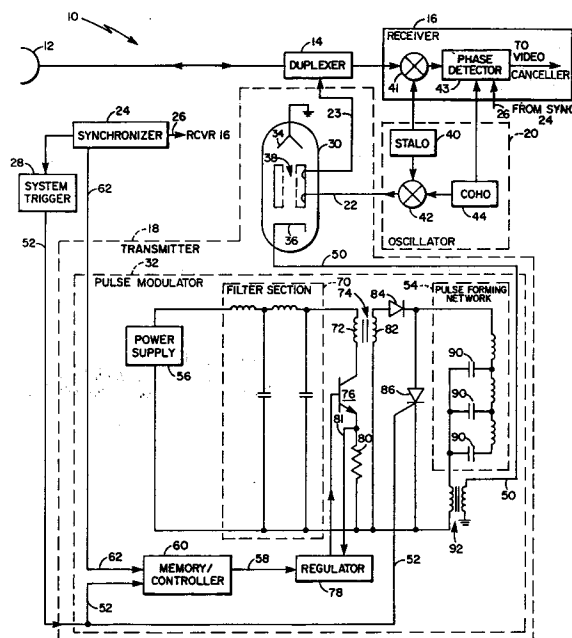 10
12
14
DUPLEXER
16
RECEIVER
41
PHASE
DETECTOR
43
TO
VIDEO
CANCELLER
26
FROM SYNC
24
24
SYNCHRONIZER
26
RCVR 16
28
SYSTEM
TRIGGER
62
52
23
34
30
38
36
22
STALO
40
20
42
COHO
44
OSCILLATOR
50
18
TRANSMITTER
32
PULSE MODULATOR
FILTER SECTION
70
74
72
82
84
54
PULSE FORMING
NETWORK
POWER
SUPPLY
56
76
81
80
86
90
90
90
50
92
62
60
MEMORY/
CONTROLLER
58
REGULATOR
78
52
52